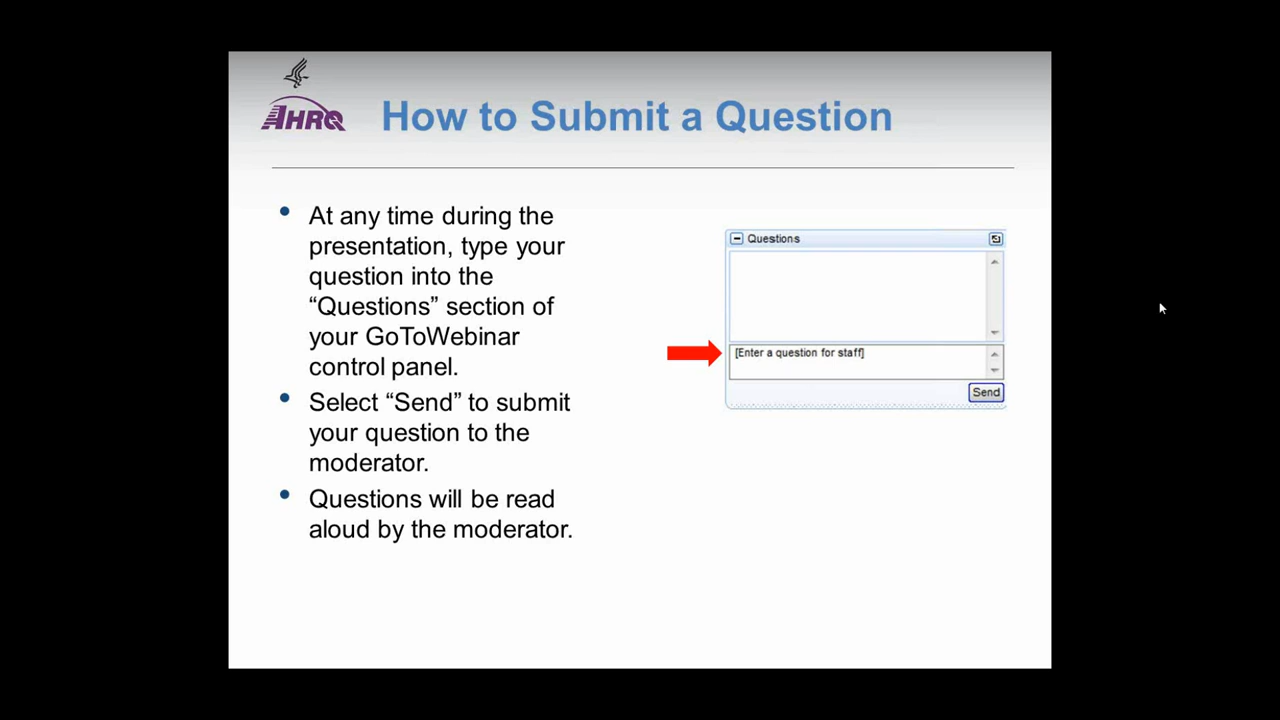 AHRQ
How to Submit a Question
• At any time during the
presentation, type your
question into the
“Questions” section of
your GoToWebinar
control panel.
• Select “Send” to submit
your question to the
moderator.
• Questions will be read
aloud by the moderator.
Questions
[Enter a question for staff]
Send